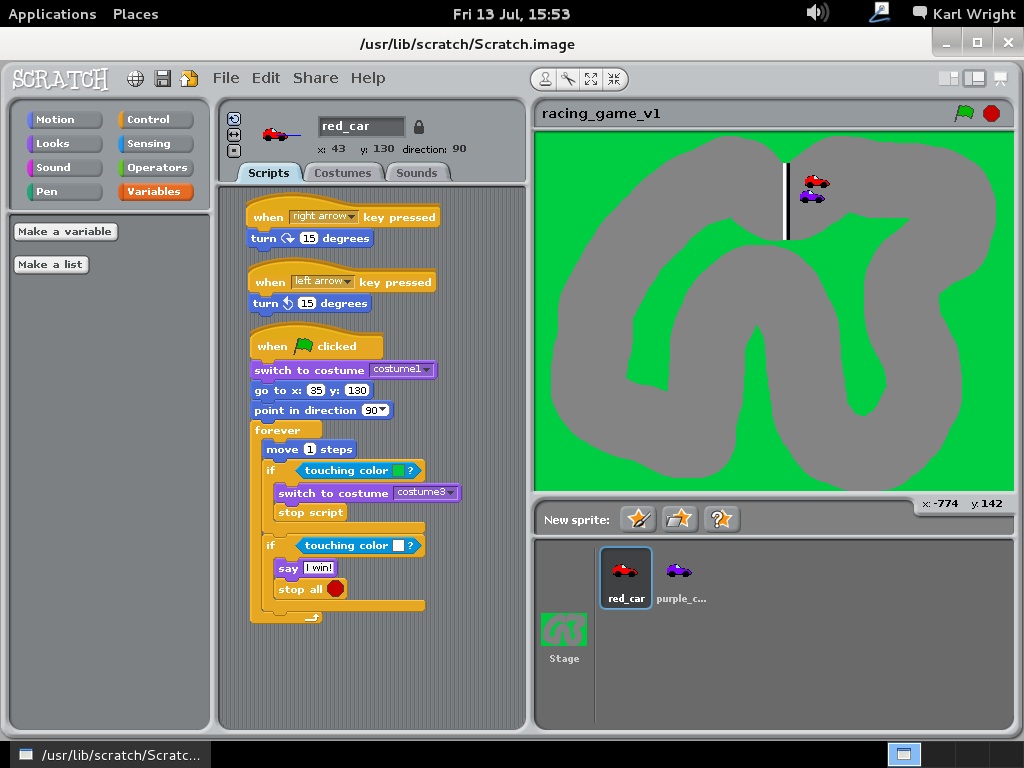 Applications Places Fri 13 Jul, 15:53 Karl Wright
/usr/lib/scratch/Scratch.image
SCRATCH File Edit Share Help
Motion Control
Looks Sensing
Sound Operators
Pen Variables
Make a variable
Make a list
red_car
x: 43 y: 130 direction: 90
Scripts Costumes Sounds
when right arrow key pressed
turn 15 degrees
when left arrow key pressed
turn 15 degrees
when clicked
switch to costume costume1
go to x: 35 y: 130
point in direction 90
forever
move 1 steps
if touching color ?
switch to costume costume3
stop script
if touching color ?
say I win!
stop all
racing_game_v1
x: -774 y: 142
New sprite:
red_car purple_c...
Stage
/usr/lib/scratch/Scratc...